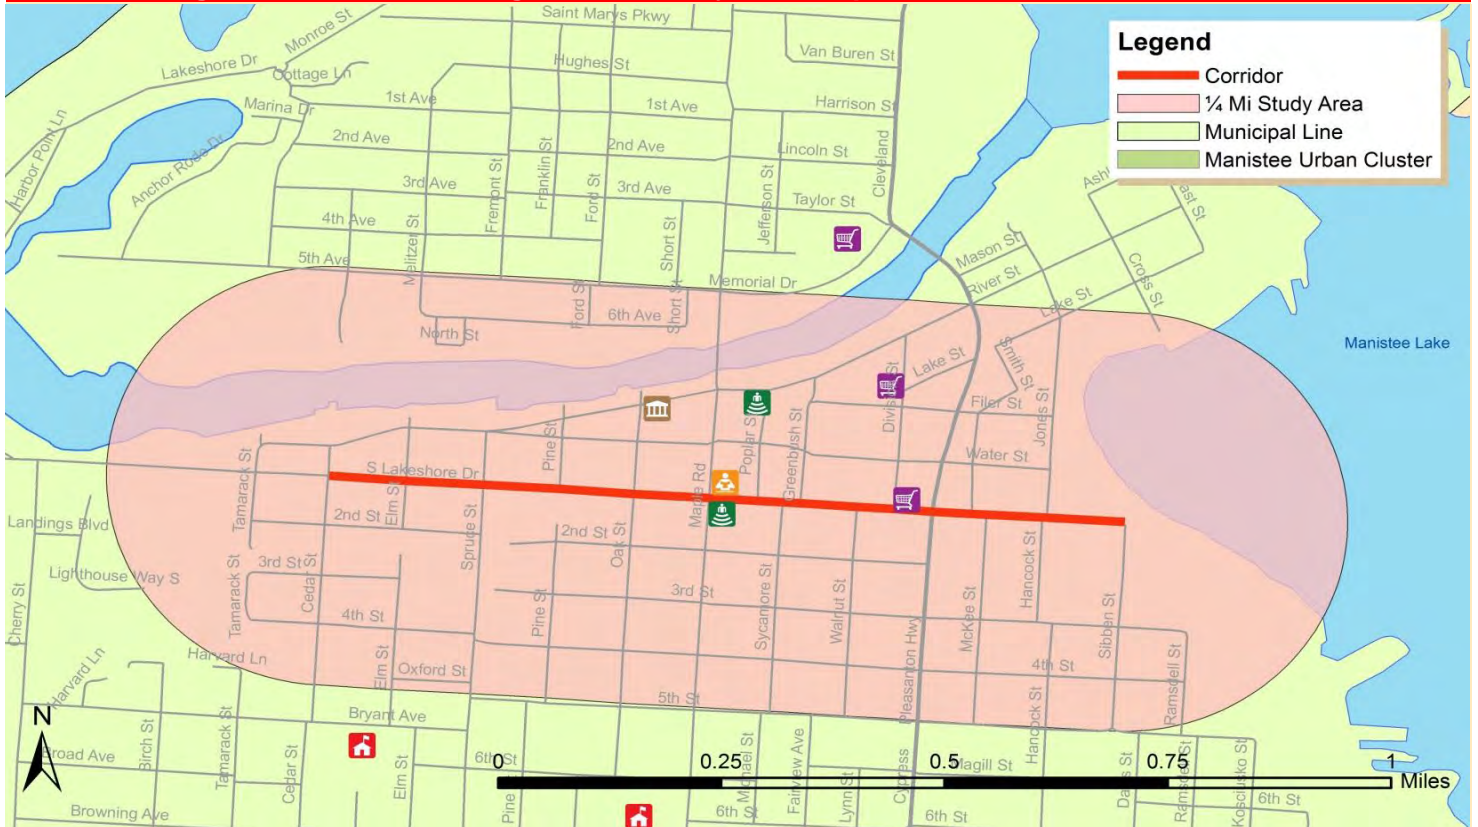 Saint Marys Pkwy
Monroe St
Van Buren St
Lakeshore Dr
Hughes St
Cottage Ln
1st Ave
1st Ave
Harrison St
Marina Dr
2nd Ave
2nd Ave
Lincoln St
Cleveland
Harbor Point Ln
Anchor Rode Dr
3rd Ave
3rd Ave
Taylor St
Fremont St
Franklin St
Ford St
Jefferson St
4th Ave
Melitzer St
Short St
Mason St
5th Ave
Memorial Dr
River St
Lake St
Cross St
Ford St
Short St
6th Ave
North St
Manistee Lake
Lake St
Smith St
Filer St
Jones St
Pine St
Greenbush St
Water St
Tamarack St
S Lakeshore Dr
Maple Rd
Elm St
2nd St
Spruce St
2nd St
Oak St
Landings Blvd
3rd St
Lighthouse Way S
Cedar St
Tamarack St
3rd St
Sycamore St
Walnut St
Hancock St
McKee St
Sibben St
Cherry St
4th St
Pine St
Pleasanton Hwy
4th St
Ramsdell St
Harvard Ln
Harvard Ln
Elm St
Oxford St
5th St
Bryant Ave
Hancock St
Birch St
Tamarack St
Cedar St
Elm St
Broad Ave
6th St
Michael St
Fairview Ave
Lynn St
Cypress
Magill St
Ramsdell St
Kosciusko St
Browning Ave
Pine
6th St
6th St
6th St
N
0 0.25 0.5 0.75 1
Miles
Legend
Corridor
¼ Mi Study Area
Municipal Line
Manistee Urban Cluster